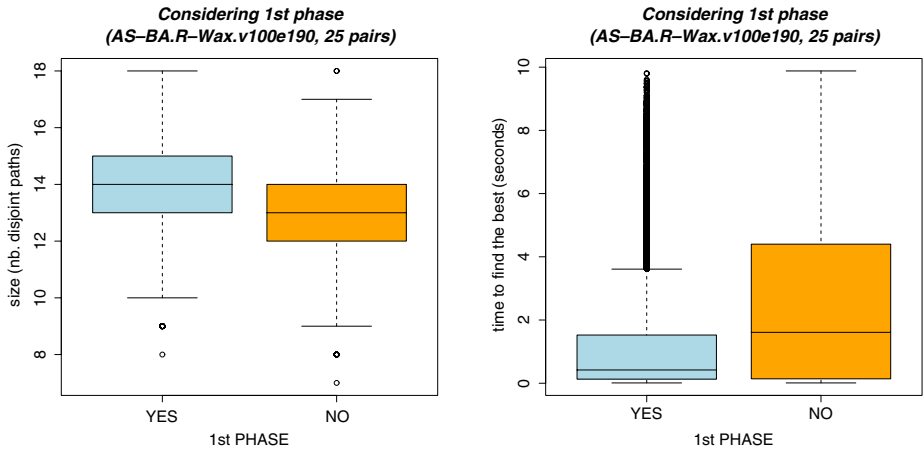 Considering 1st phase
(AS–BA.R–Wax.v100e190, 25 pairs)
size (nb. disjoint paths)
18
16
14
12
10
8
YES
NO
1st PHASE
Considering 1st phase
(AS–BA.R–Wax.v100e190, 25 pairs)
time to find the best (seconds)
10
8
6
4
2
0
YES
NO
1st PHASE